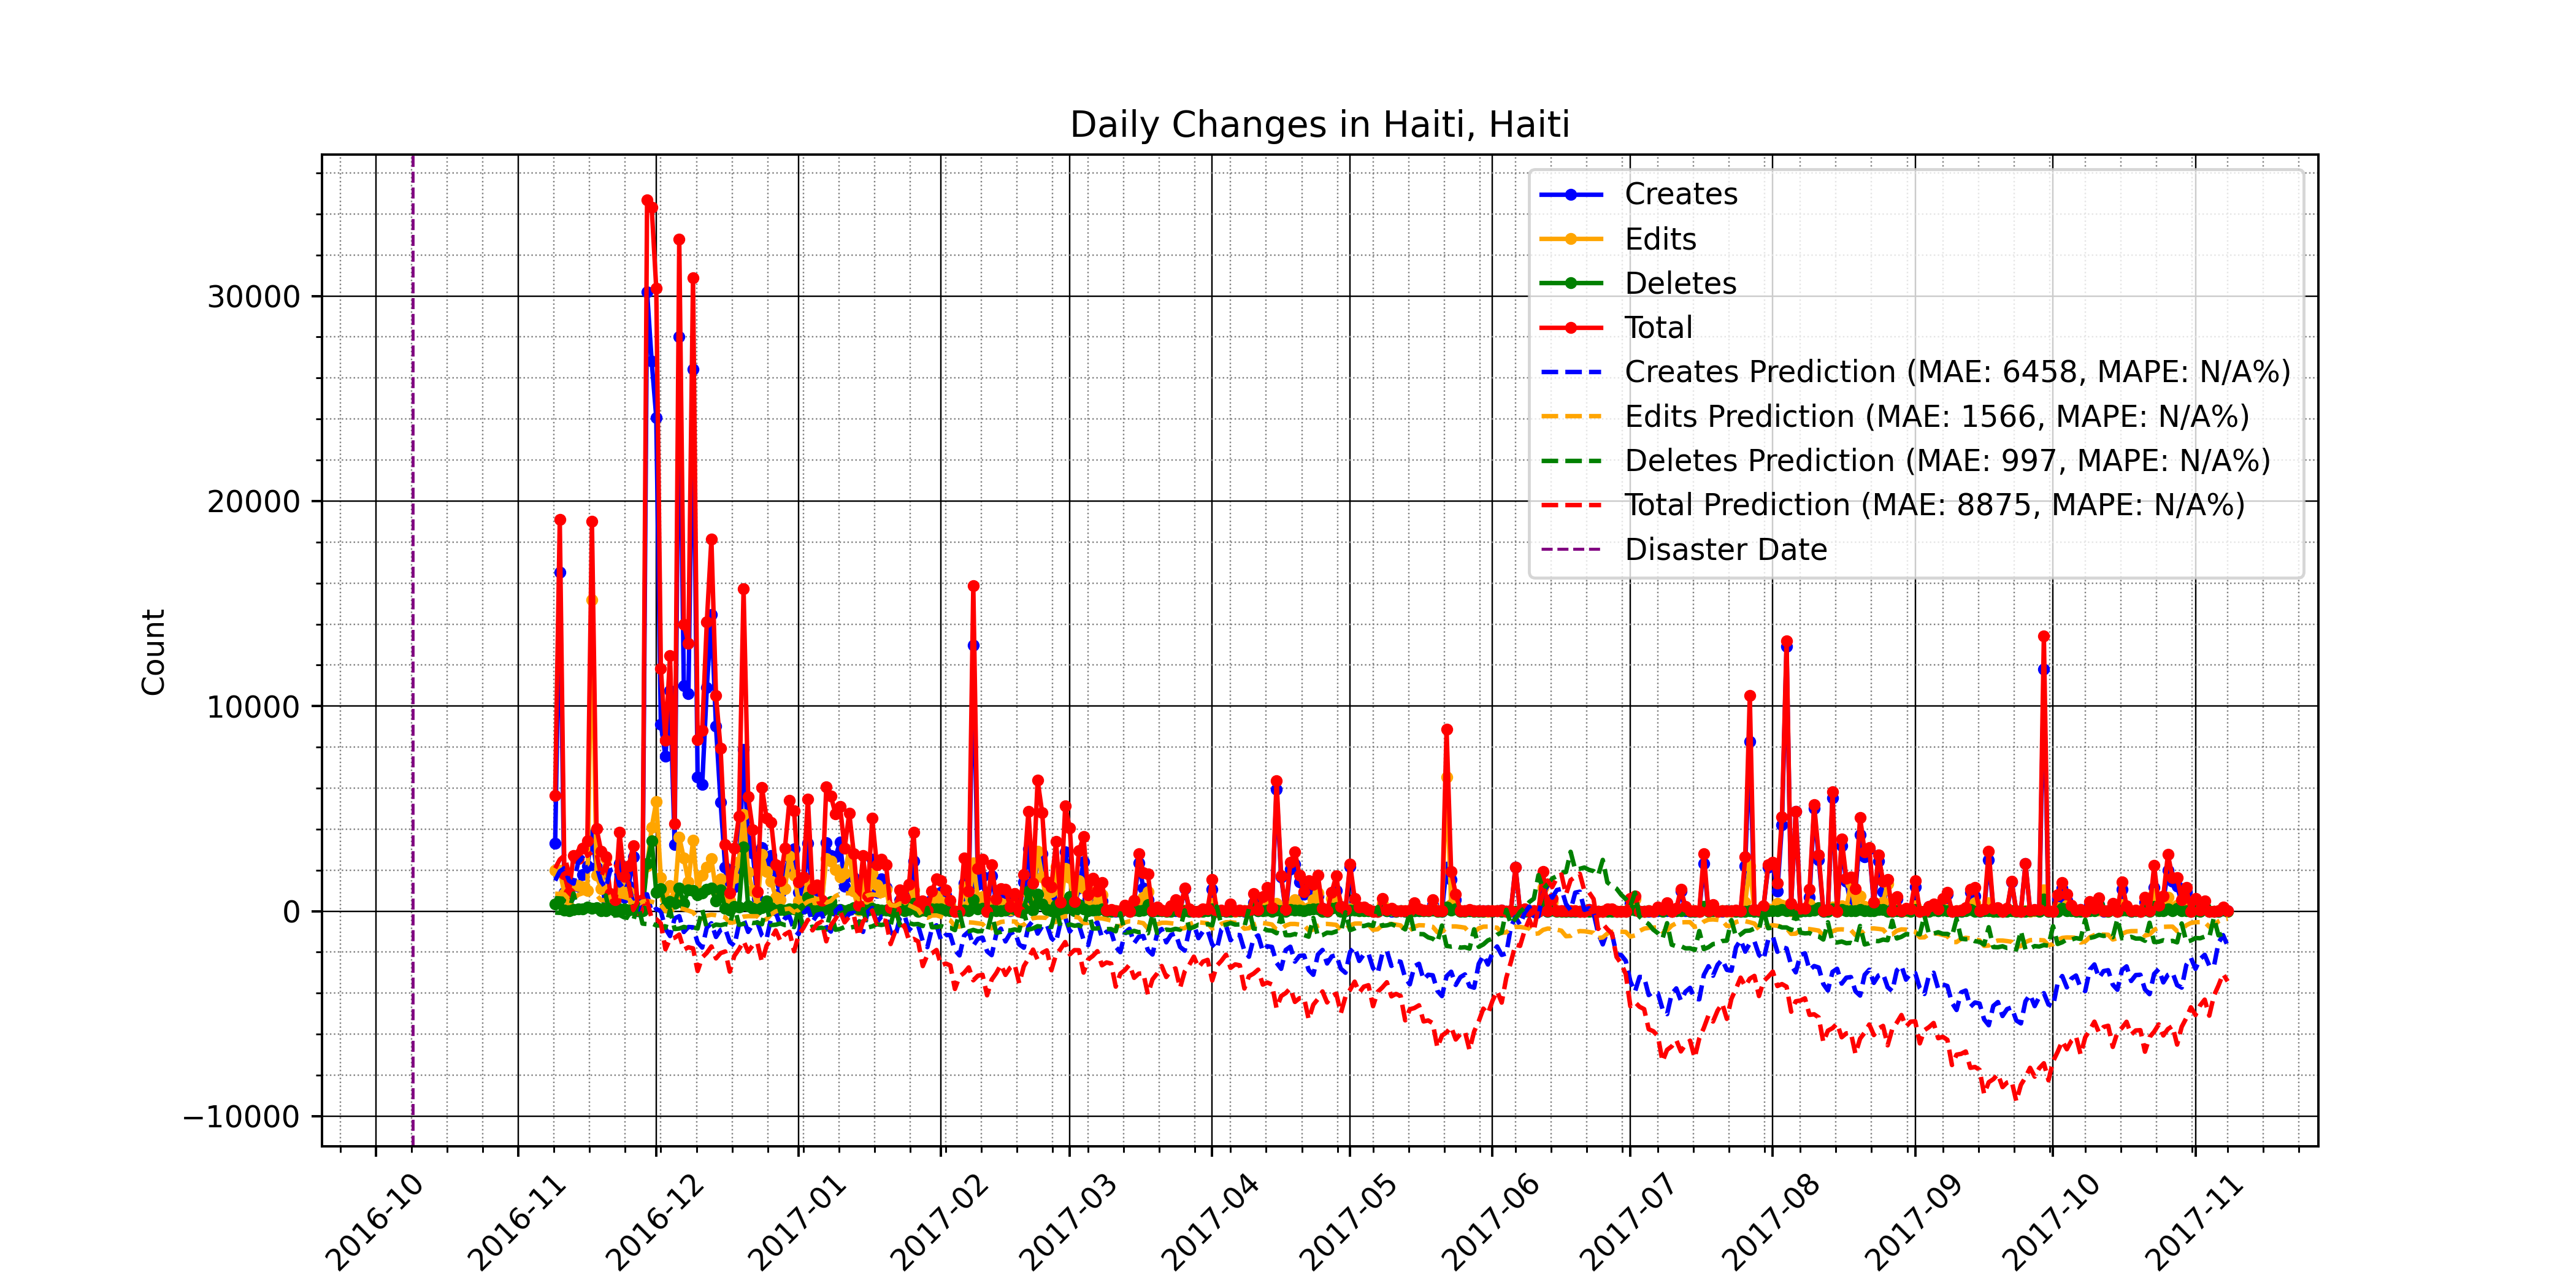 Daily Changes in Haiti, Haiti
Count
30000
20000
10000
0
−10000
Creates
Edits
Deletes
Total
Creates Prediction (MAE: 6458, MAPE: N/A%)
Edits Prediction (MAE: 1566, MAPE: N/A%)
Deletes Prediction (MAE: 997, MAPE: N/A%)
Total Prediction (MAE: 8875, MAPE: N/A%)
Disaster Date
2016-10
2016-11
2016-12
2017-01
2017-02
2017-03
2017-04
2017-05
2017-06
2017-07
2017-08
2017-09
2017-10
2017-11